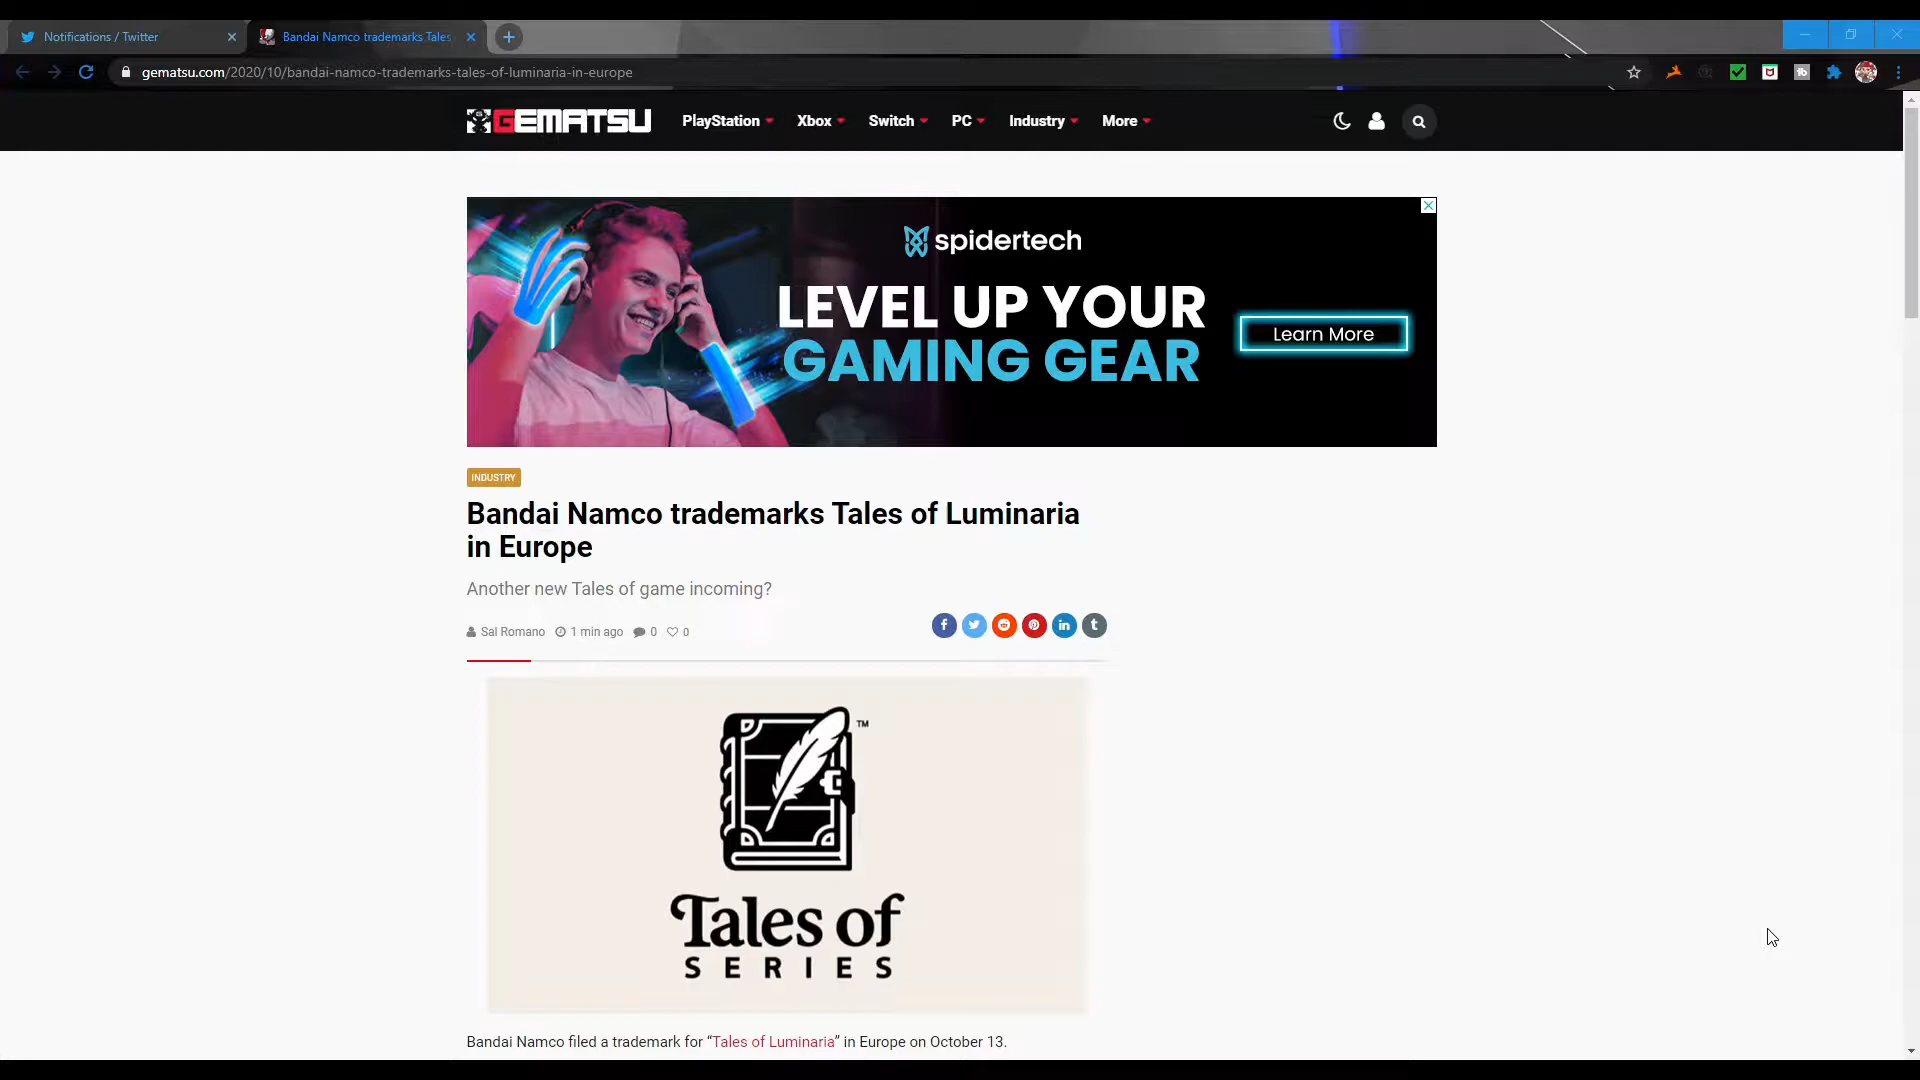 Notifications / Twitter
Bandai Namco trademarks Tales
gematsu.com/2020/10/bandai-namco-trademarks-tales-of-luminaria-in-europe
GEMATSU
PlayStation
Xbox
Switch
PC
Industry
More
spidertech
LEVEL UP YOUR
GAMING GEAR
Learn More
INDUSTRY
Bandai Namco trademarks Tales of Luminaria
in Europe
Another new Tales of game incoming?
Sal Romano 1 min ago 0 0
Tales of
SERIES
TM
Bandai Namco filed a trademark for “Tales of Luminaria” in Europe on October 13.